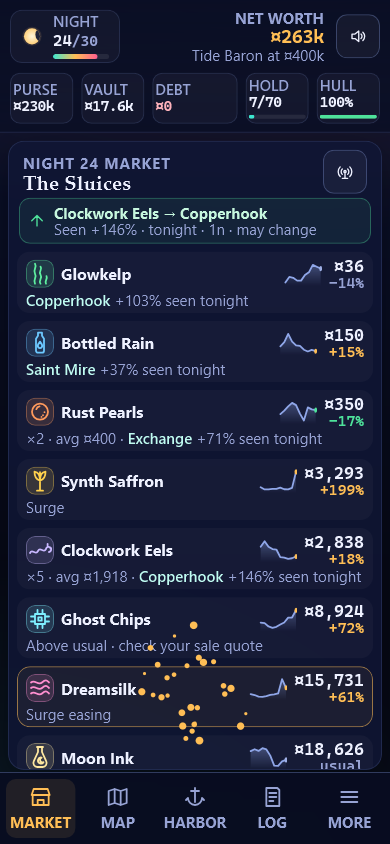 NIGHT
24/30
NET WORTH
¤263k
Tide Baron at ¤400k
PURSE
¤230k
VAULT
¤17.6k
DEBT
¤0
HOLD
7/70
HULL
100%
NIGHT 24 MARKET
The Sluices
Clockwork Eels → Copperhook
Seen +146% · tonight · 1n · may change
Glowkelp
¤36
−14%
Copperhook +103% seen tonight
Bottled Rain
¤150
+15%
Saint Mire +37% seen tonight
Rust Pearls
¤350
−17%
×2 · avg ¤400 · Exchange +71% seen tonight
Synth Saffron
¤3,293
+199%
Surge
Clockwork Eels
¤2,838
+18%
×5 · avg ¤1,918 · Copperhook +146% seen tonight
Ghost Chips
¤8,924
+72%
Above usual · check your sale quote
Dreamsilk
¤15,731
+61%
Surge easing
Moon Ink
¤18,626
usual
MARKET
MAP
HARBOR
LOG
MORE